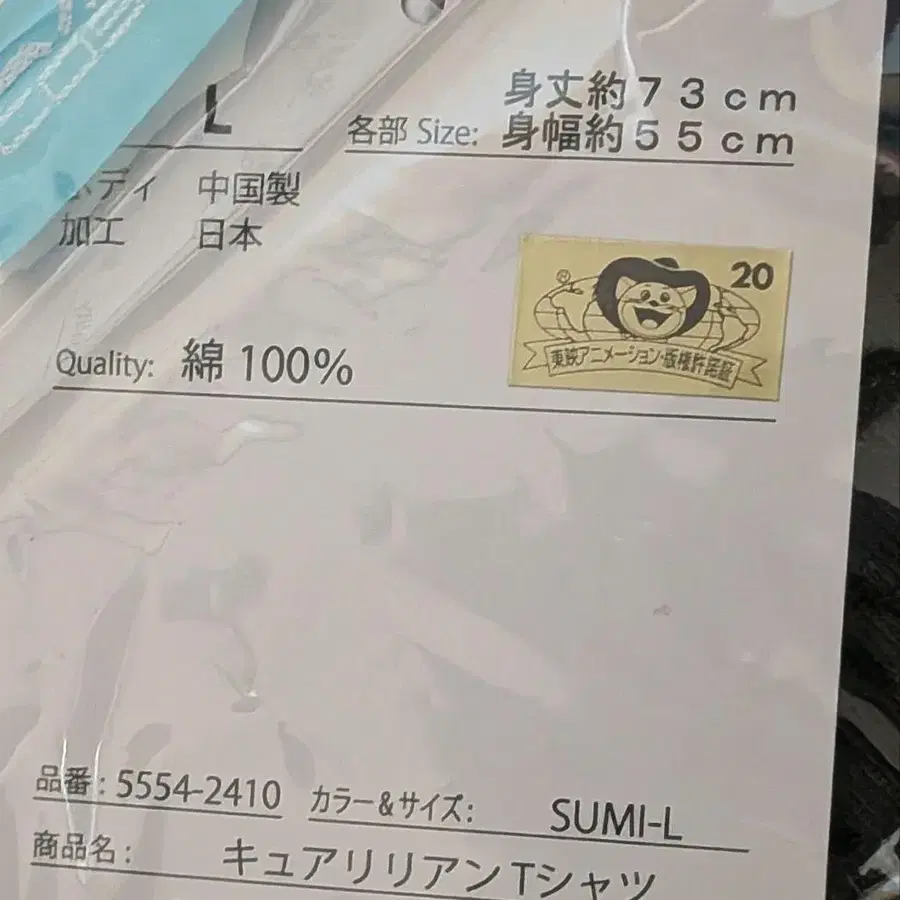 L
身丈約73cm
各部 Size: 身幅約55cm
ボディ 中国製
加工 日本
® 20
東映アニメーション・版権許諾証
Quality: 綿 100%
品番: 5554-2410 カラー&サイズ: SUMI-L
商品名: キュアリリアンTシャツ